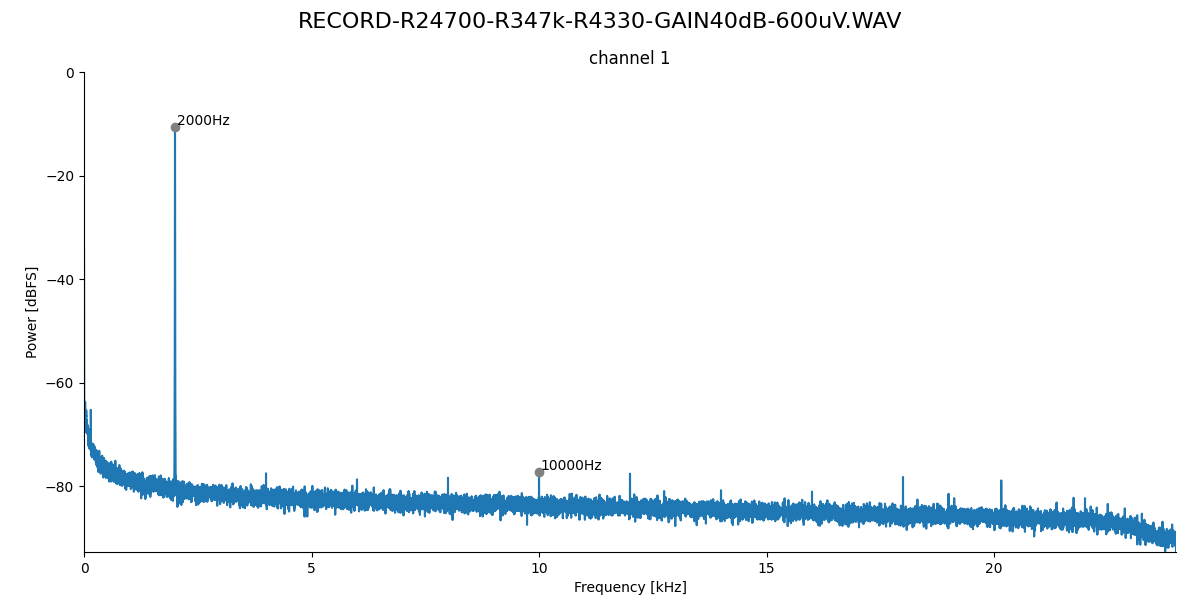 RECORD-R24700-R347k-R4330-GAIN40dB-600uV.WAV
channel 1
0
2000Hz
−20
−40
Power [dBFS]
−60
10000Hz
−80
0 5 10 15 20
Frequency [kHz]